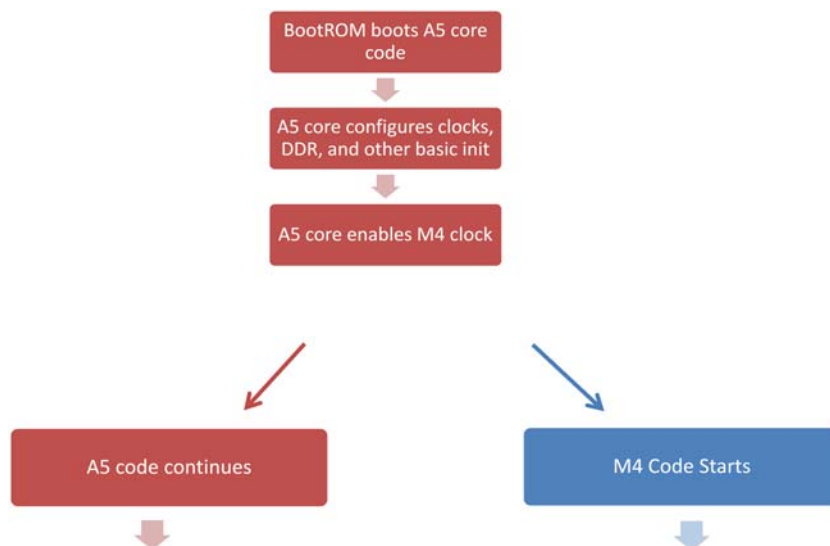 BootROM boots A5 core
code
A5 core configures clocks,
DDR, and other basic init
A5 core enables M4 clock
A5 code continues
M4 Code Starts